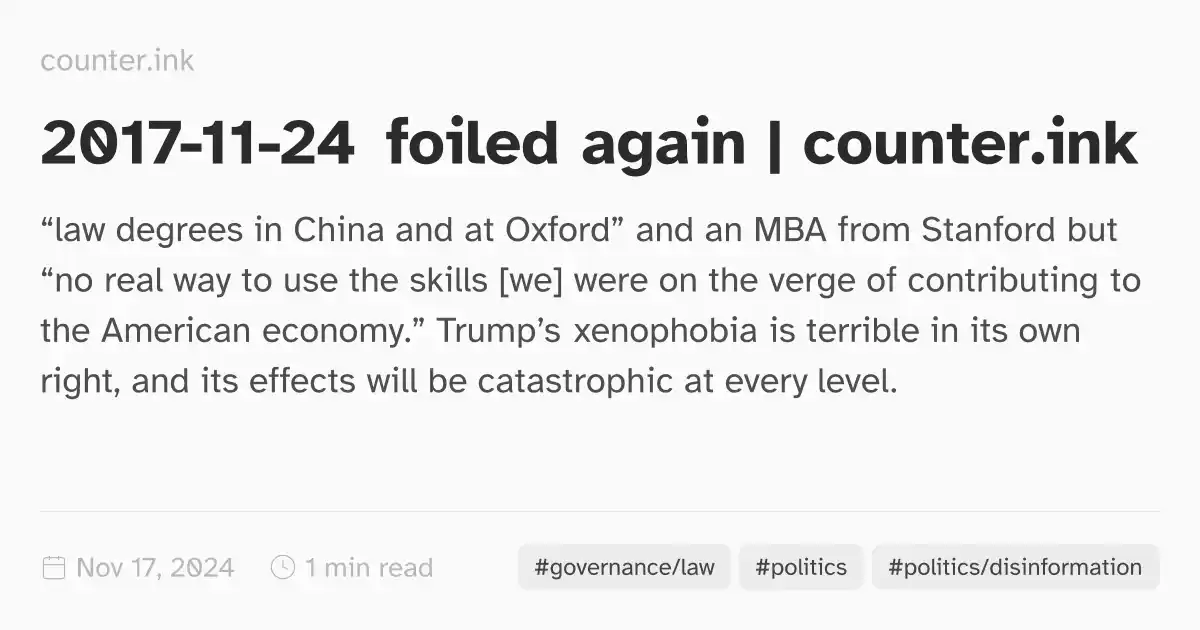 counter.ink
2017-11-24 foiled again | counter.ink
“law degrees in China and at Oxford” and an MBA from Stanford but
“no real way to use the skills [we] were on the verge of contributing to
the American economy.” Trump’s xenophobia is terrible in its own
right, and its effects will be catastrophic at every level.
Nov 17, 2024 1 min read #governance/law #politics #politics/disinformation